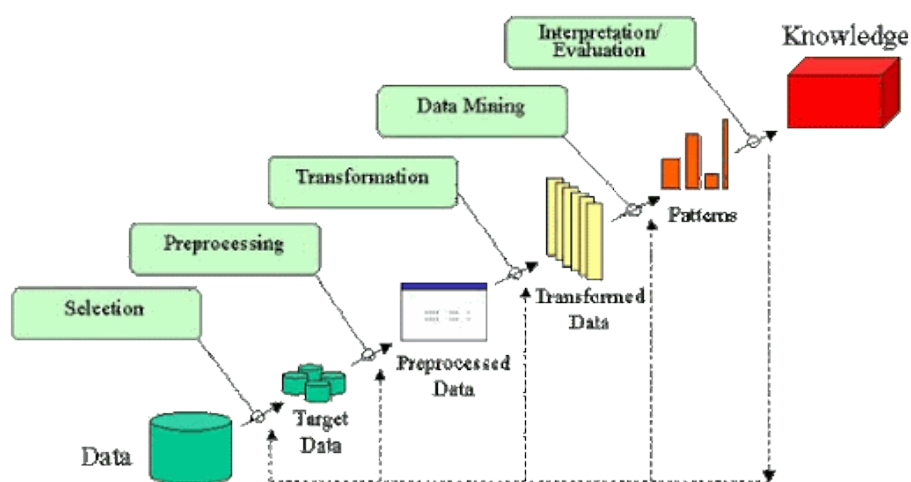 Interpretation/
Evaluation
Knowledge
Data Mining
Transformation
Patterns
Preprocessing
Transformed
Data
Selection
Preprocessed
Data
Target
Data
Data